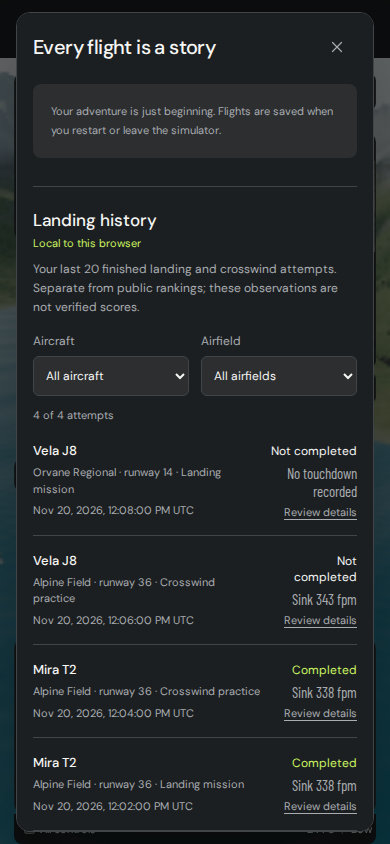 Every flight is a story
Your adventure is just beginning. Flights are saved when
you restart or leave the simulator.
Landing history
Local to this browser
Your last 20 finished landing and crosswind attempts.
Separate from public rankings; these observations are
not verified scores.
Aircraft
Airfield
All aircraft
All airfields
4 of 4 attempts
Vela J8
Not completed
Orvane Regional · runway 14 · Landing
mission
No touchdown
recorded
Nov 20, 2026, 12:08:00 PM UTC
Review details
Vela J8
Not
completed
Alpine Field · runway 36 · Crosswind
practice
Sink 343 fpm
Nov 20, 2026, 12:06:00 PM UTC
Review details
Mira T2
Completed
Alpine Field · runway 36 · Crosswind practice
Sink 338 fpm
Nov 20, 2026, 12:04:00 PM UTC
Review details
Mira T2
Completed
Alpine Field · runway 36 · Landing mission
Sink 338 fpm
Nov 20, 2026, 12:02:00 PM UTC
Review details